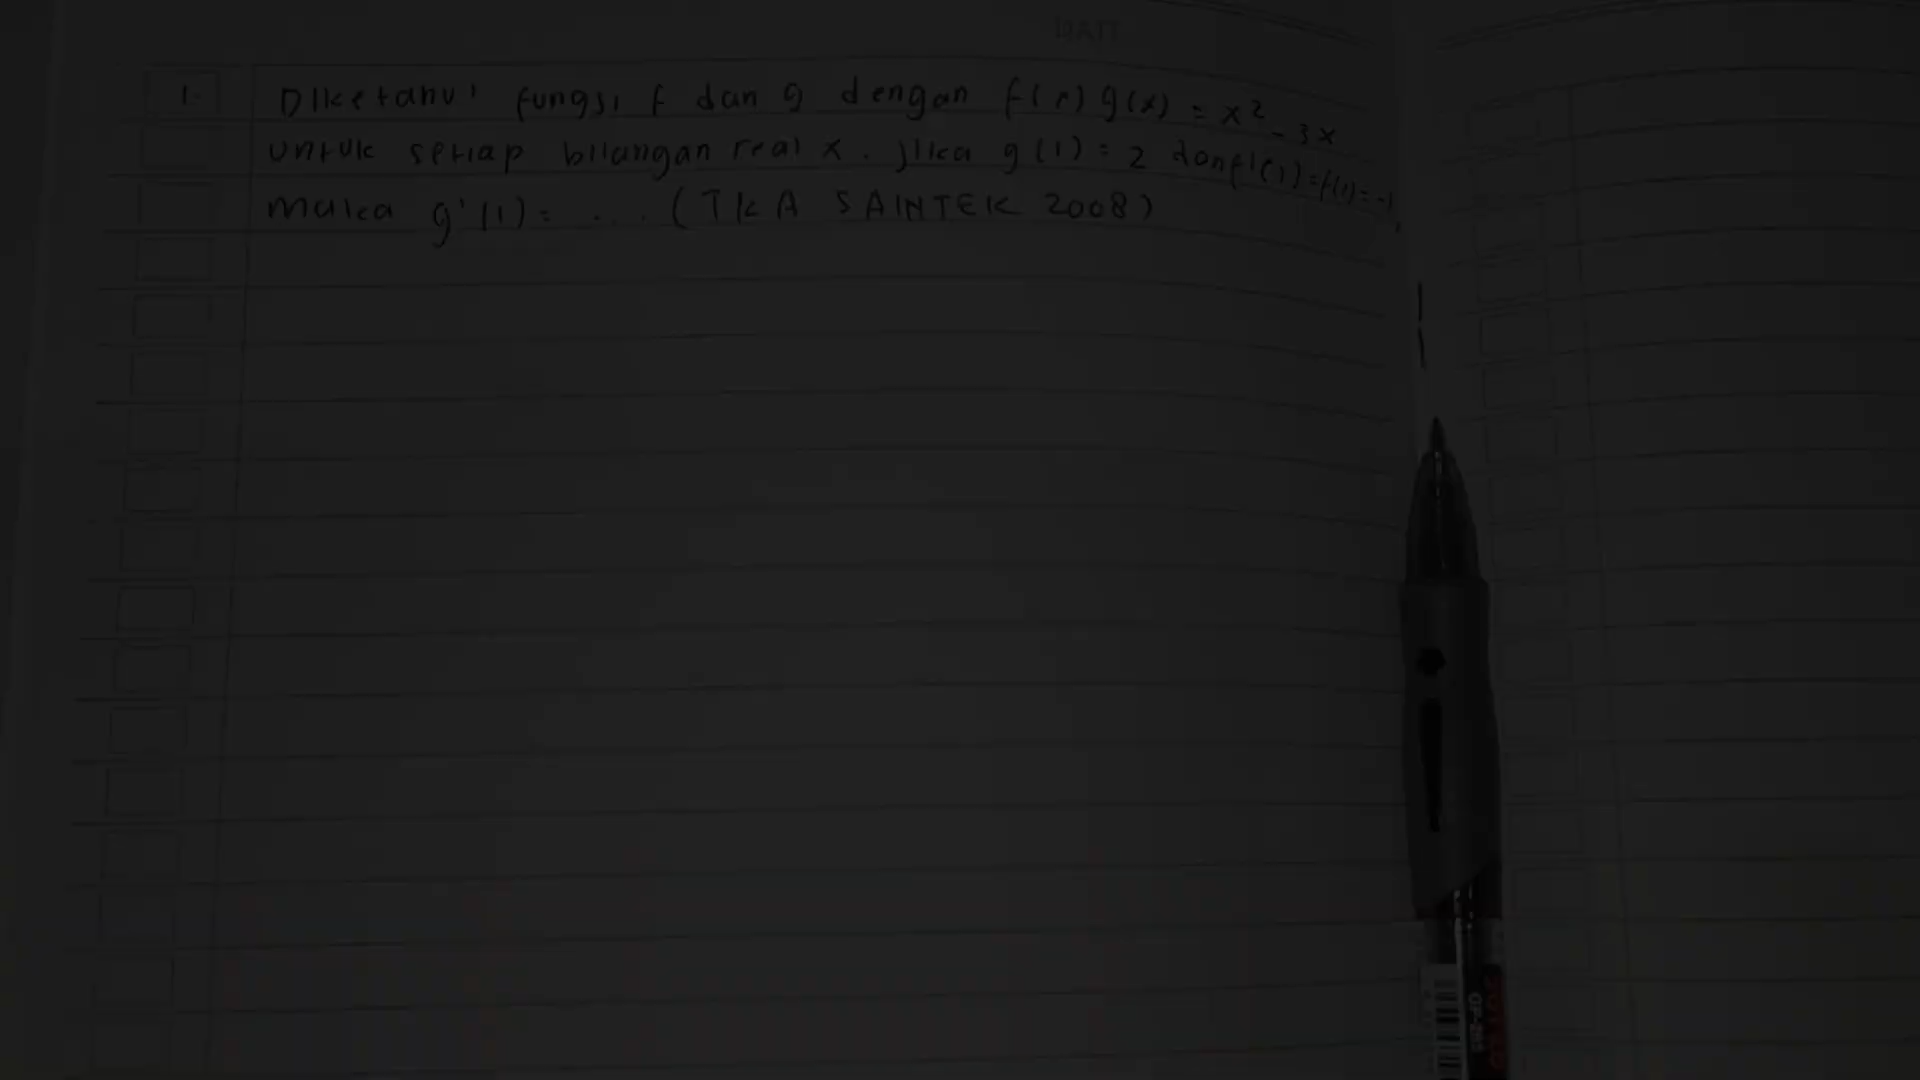 1. Diketahui fungsi f dan g dengan f(x) g(x) = x² - 3x
untuk setiap bilangan real x. jika g(1) = 2 dan f'(1) = f(1) = -1,
maka g'(1) = .... (TKA SAINTEK 2008)